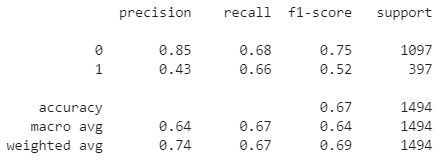 precision recall f1-score support
0 0.85 0.68 0.75 1097
1 0.43 0.66 0.52 397
accuracy 0.67 1494
macro avg 0.64 0.67 0.64 1494
weighted avg 0.74 0.67 0.69 1494